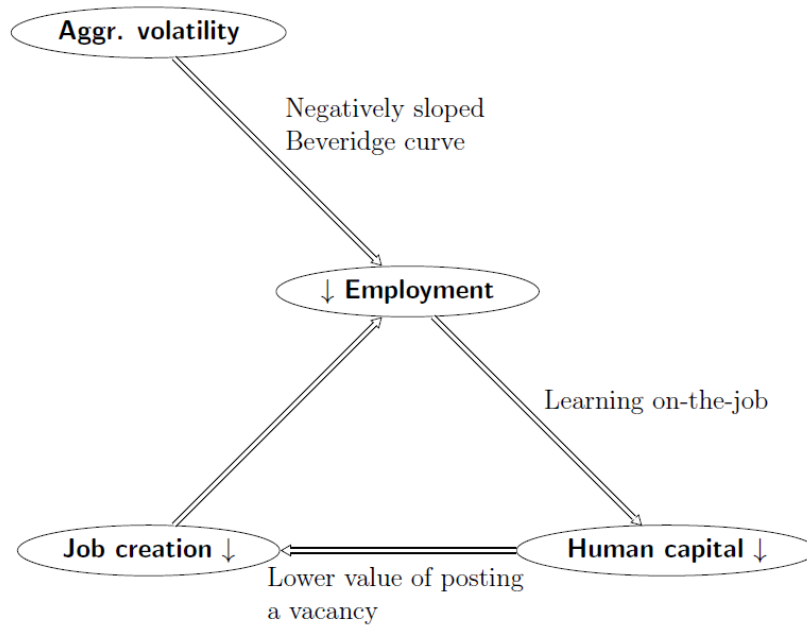 Aggr. volatility
Negatively sloped
Beveridge curve
↓ Employment
Learning on-the-job
Job creation ↓
Human capital ↓
Lower value of posting
a vacancy